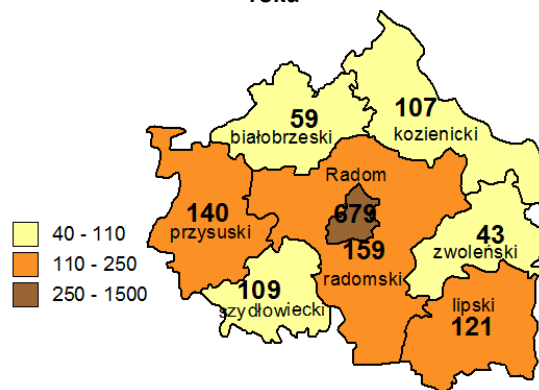 59
białobrzeski
107
kozienicki
Radom
679
140
przysuski
159
radomski
43
zwoleński
109
szydłowiecki
lipski
121
40 - 110
110 - 250
250 - 1500